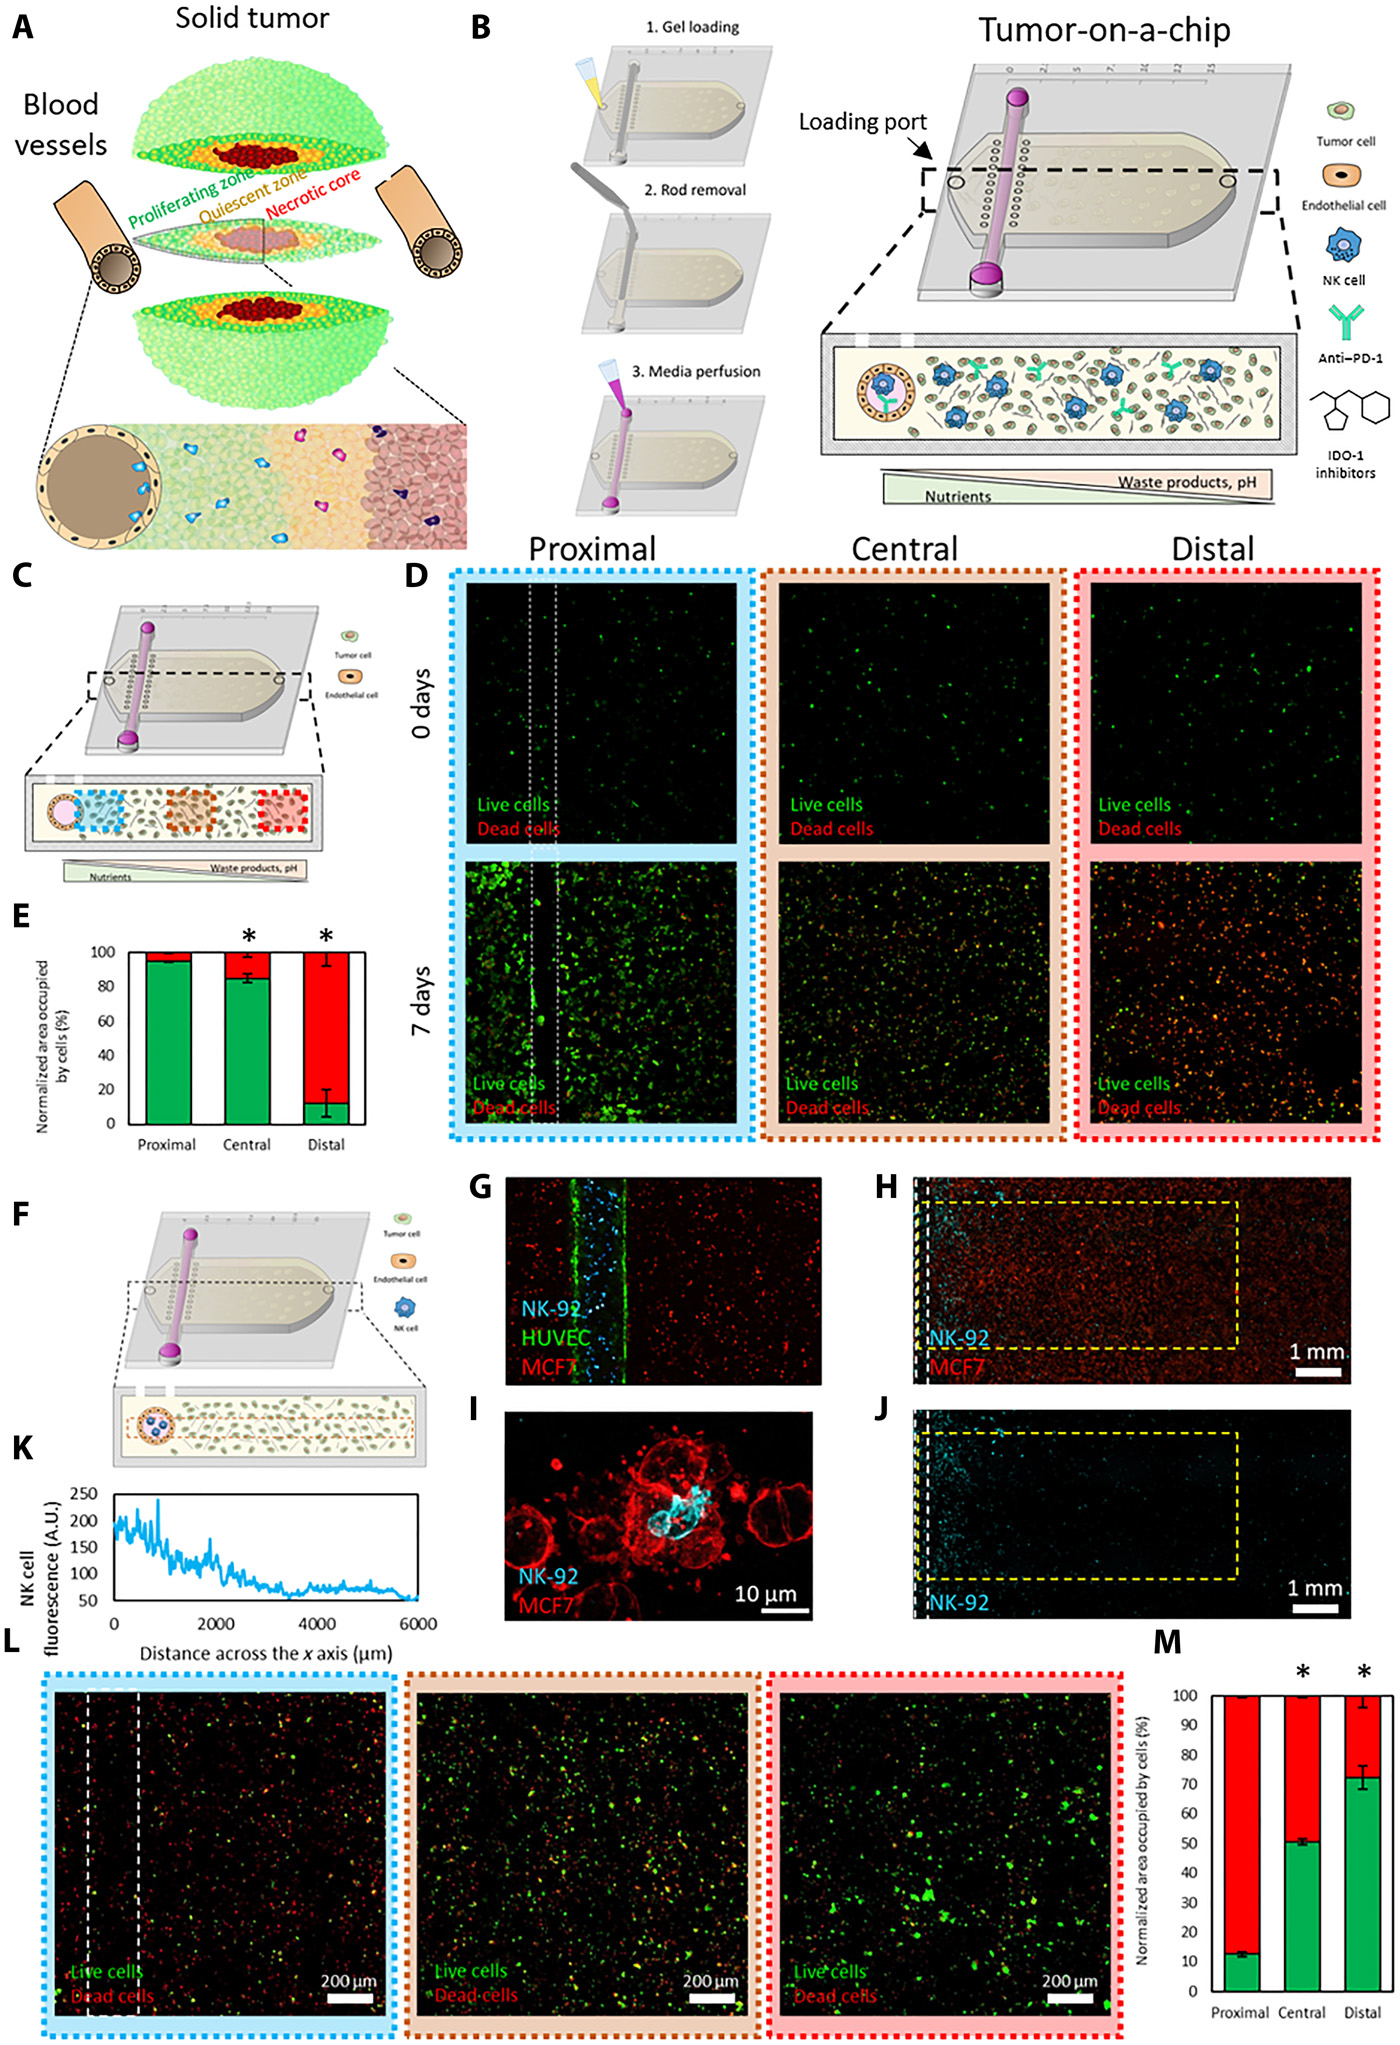 A
Solid tumor
Blood
vessels
Proliferating zone
Quiescent zone
Necrotic core
B
1. Gel loading
2. Rod removal
3. Media perfusion
Tumor-on-a-chip
Loading port
Tumor cell
Endothelial cell
NK cell
Anti–PD-1
IDO-1
inhibitors
Waste products, pH
Nutrients
C
Tumor cell
Endothelial cell
Waste products, pH
Nutrients
D
Proximal
Central
Distal
0 days
Live cells
Dead cells
Live cells
Dead cells
Live cells
Dead cells
7 days
Live cells
Dead cells
Live cells
Dead cells
Live cells
Dead cells
E
Normalized area occupied
by cells (%)
100
80
60
40
20
0
*
*
Proximal
Central
Distal
F
Tumor cell
Endothelial cell
NK cell
G
NK-92
HUVEC
MCF7
H
NK-92
MCF7
1 mm
I
NK-92
MCF7
10 µm
J
NK-92
1 mm
K
NK cell
fluorescence (A.U.)
250
200
150
100
50
0
2000
4000
6000
Distance across the x axis (µm)
L
Live cells
Dead cells
200 µm
Live cells
Dead cells
200 µm
Live cells
Dead cells
200 µm
M
*
*
Normalized area occupied by cells (%)
100
90
80
70
60
50
40
30
20
10
0
Proximal
Central
Distal